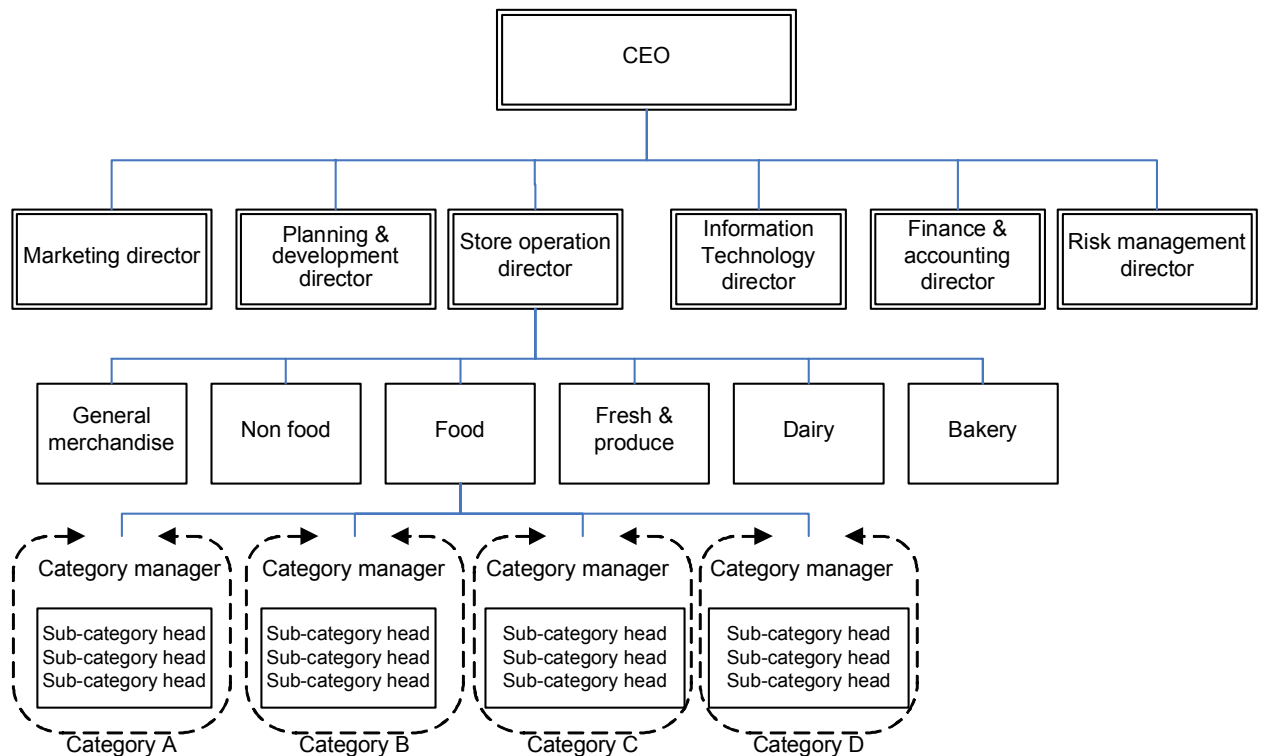 CEO
Marketing director
Planning &
development
director
Store operation
director
Information
Technology
director
Finance &
accounting
director
Risk management
director
General
merchandise
Non food
Food
Fresh &
produce
Dairy
Bakery
Category manager
Sub-category head
Sub-category head
Sub-category head
Category A
Category manager
Sub-category head
Sub-category head
Sub-category head
Category B
Category manager
Sub-category head
Sub-category head
Sub-category head
Category C
Category manager
Sub-category head
Sub-category head
Sub-category head
Category D